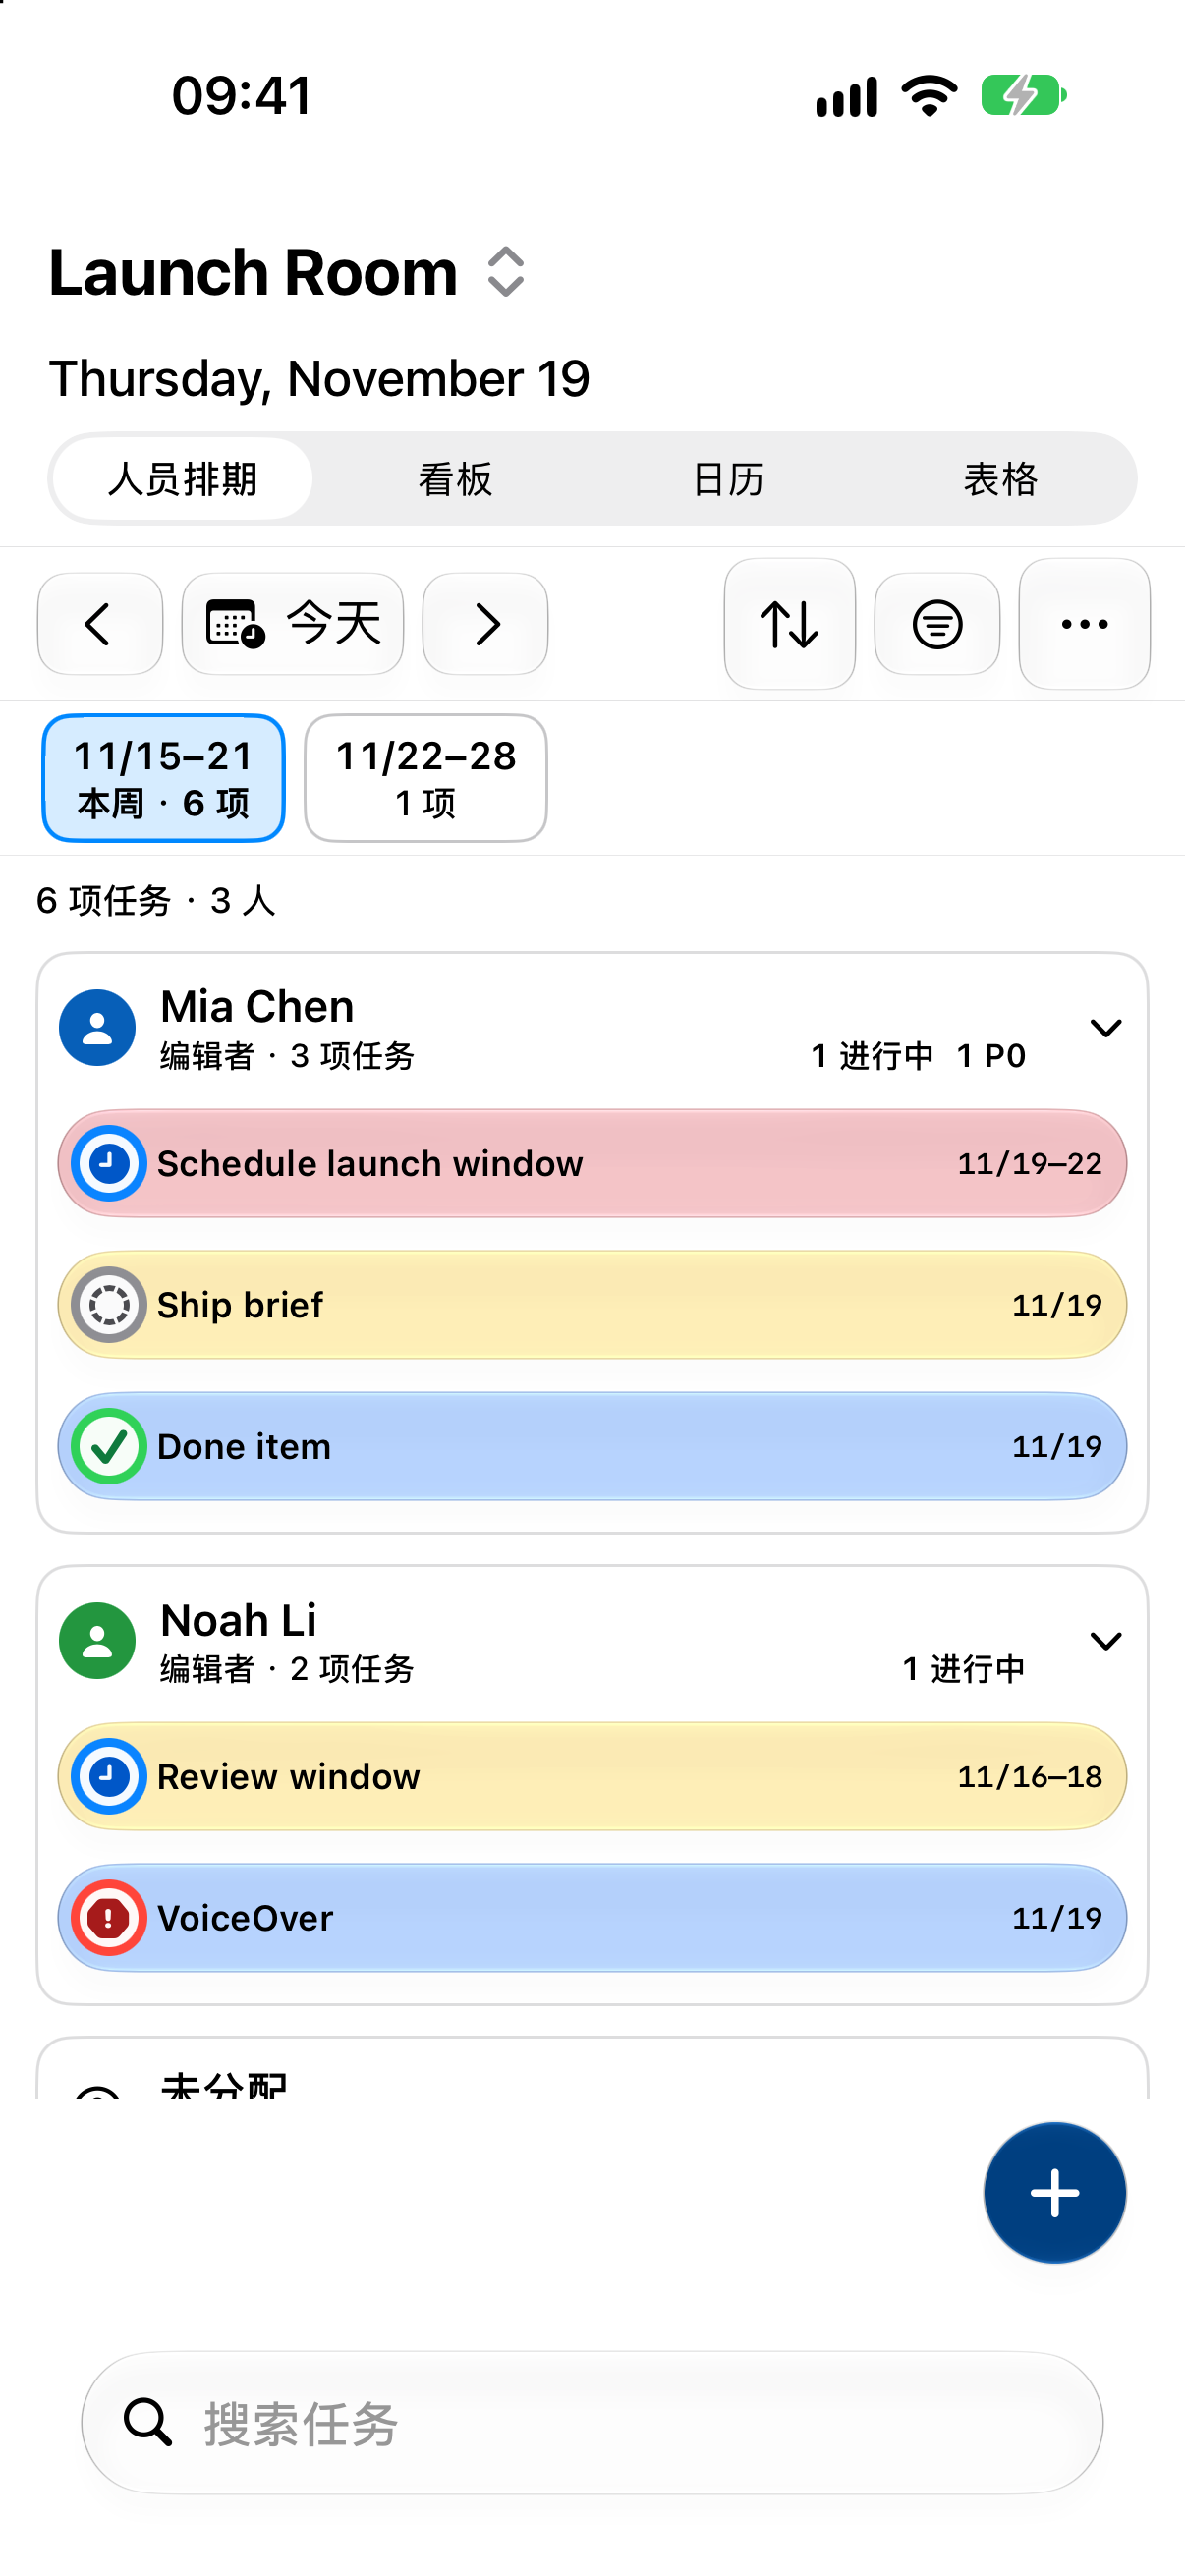 09:41
Launch Room
Thursday, November 19
人员排期 看板 日历 表格
今天
11/15–21
本周 · 6 项
11/22–28
1 项
6 项任务 · 3 人
Mia Chen
编辑者 · 3 项任务 1 进行中 1 P0
Schedule launch window 11/19–22
Ship brief 11/19
Done item 11/19
Noah Li
编辑者 · 2 项任务 1 进行中
Review window 11/16–18
VoiceOver 11/19
未分配
搜索任务